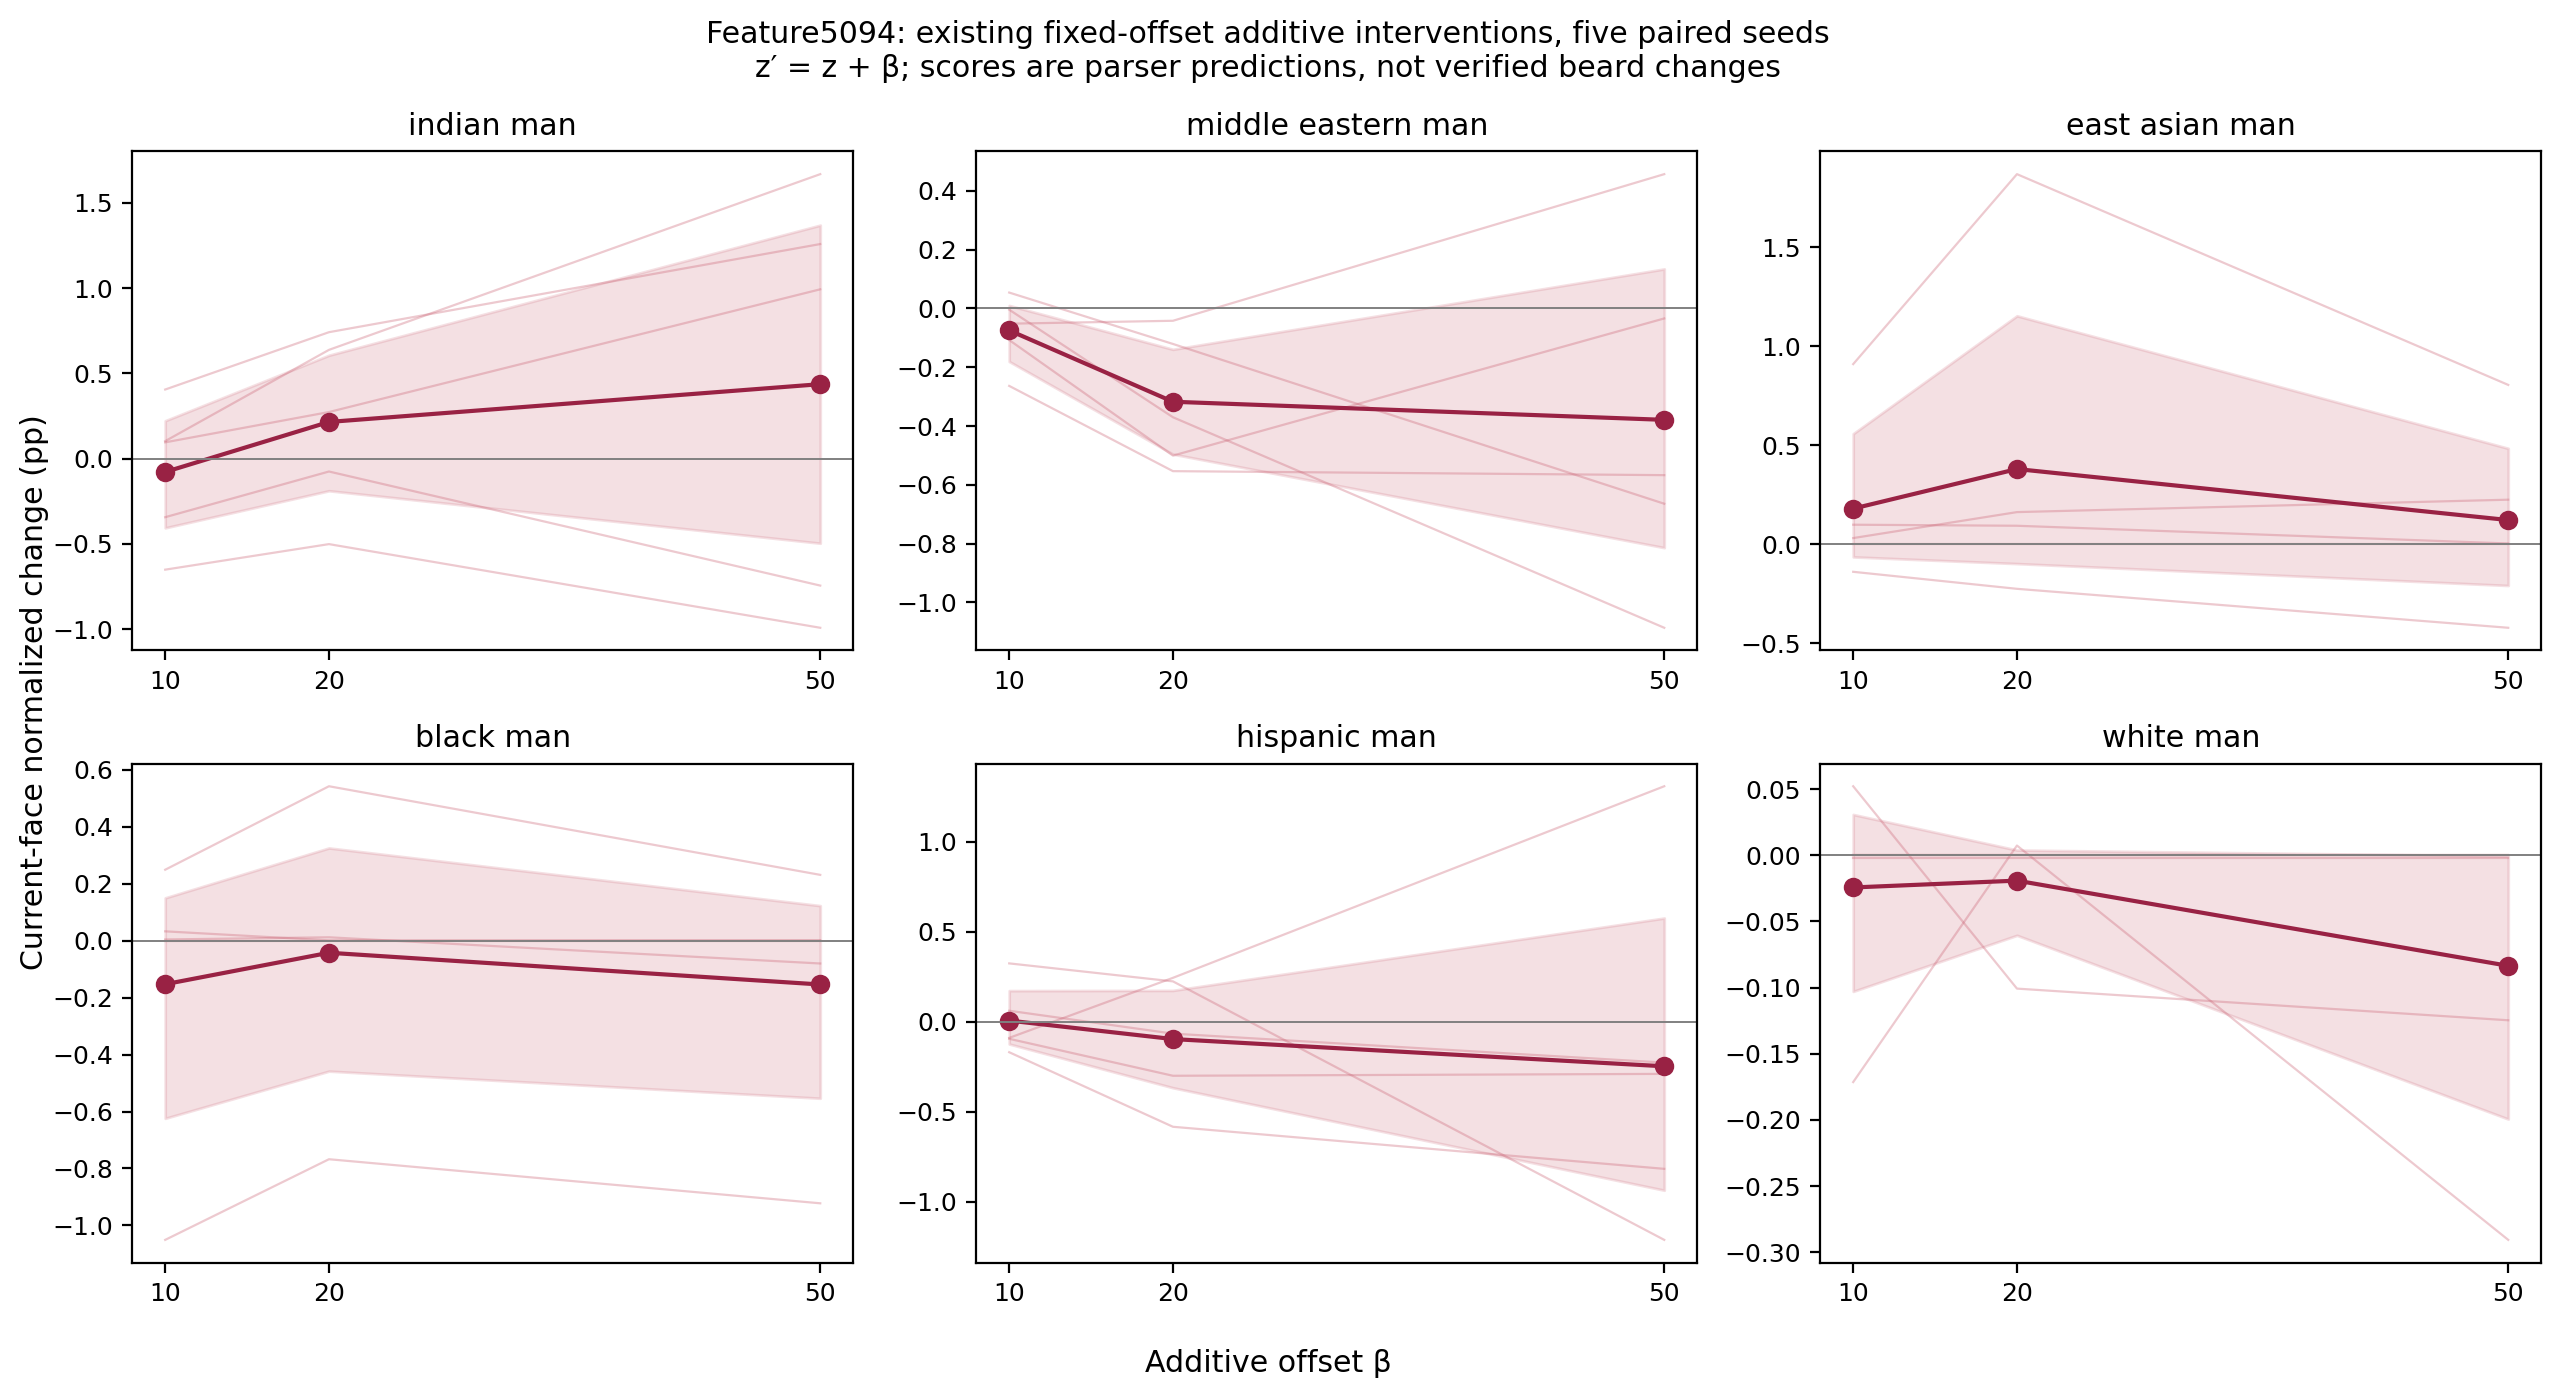 Feature5094: existing fixed-offset additive interventions, five paired seeds
z′ = z + β; scores are parser predictions, not verified beard changes
Current-face normalized change (pp)
indian man
1.5
1.0
0.5
0.0
−0.5
−1.0
10 20 50
middle eastern man
0.4
0.2
0.0
−0.2
−0.4
−0.6
−0.8
−1.0
10 20 50
east asian man
1.5
1.0
0.5
0.0
−0.5
10 20 50
black man
0.6
0.4
0.2
0.0
−0.2
−0.4
−0.6
−0.8
−1.0
10 20 50
hispanic man
1.0
0.5
0.0
−0.5
−1.0
10 20 50
white man
0.05
0.00
−0.05
−0.10
−0.15
−0.20
−0.25
−0.30
10 20 50
Additive offset β